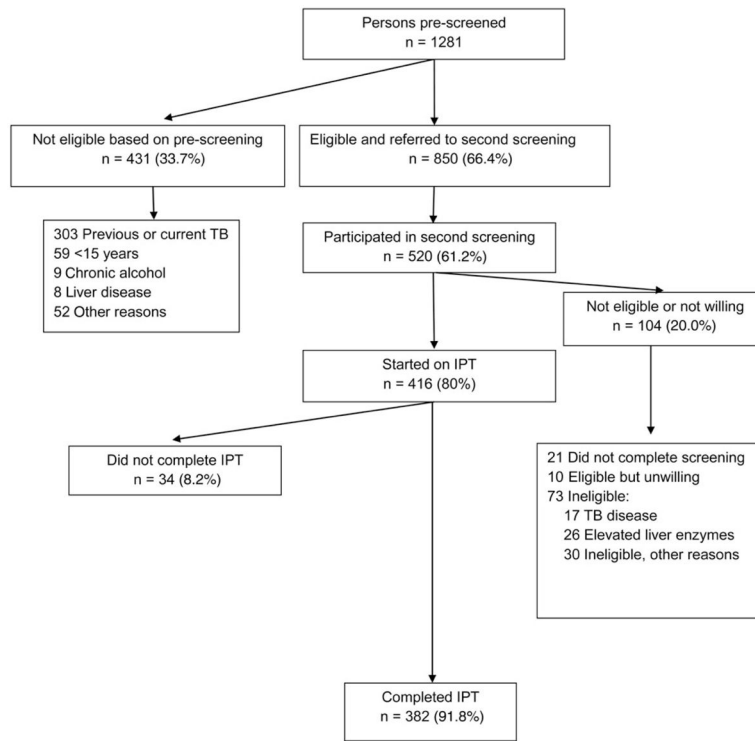 Persons pre-screened
n = 1281
Not eligible based on pre-screening
n = 431 (33.7%)
Eligible and referred to second screening
n = 850 (66.4%)
303 Previous or current TB
59 <15 years
9 Chronic alcohol
8 Liver disease
52 Other reasons
Participated in second screening
n = 520 (61.2%)
Not eligible or not willing
n = 104 (20.0%)
Started on IPT
n = 416 (80%)
Did not complete IPT
n = 34 (8.2%)
21 Did not complete screening
10 Eligible but unwilling
73 Ineligible:
17 TB disease
26 Elevated liver enzymes
30 Ineligible, other reasons
Completed IPT
n = 382 (91.8%)